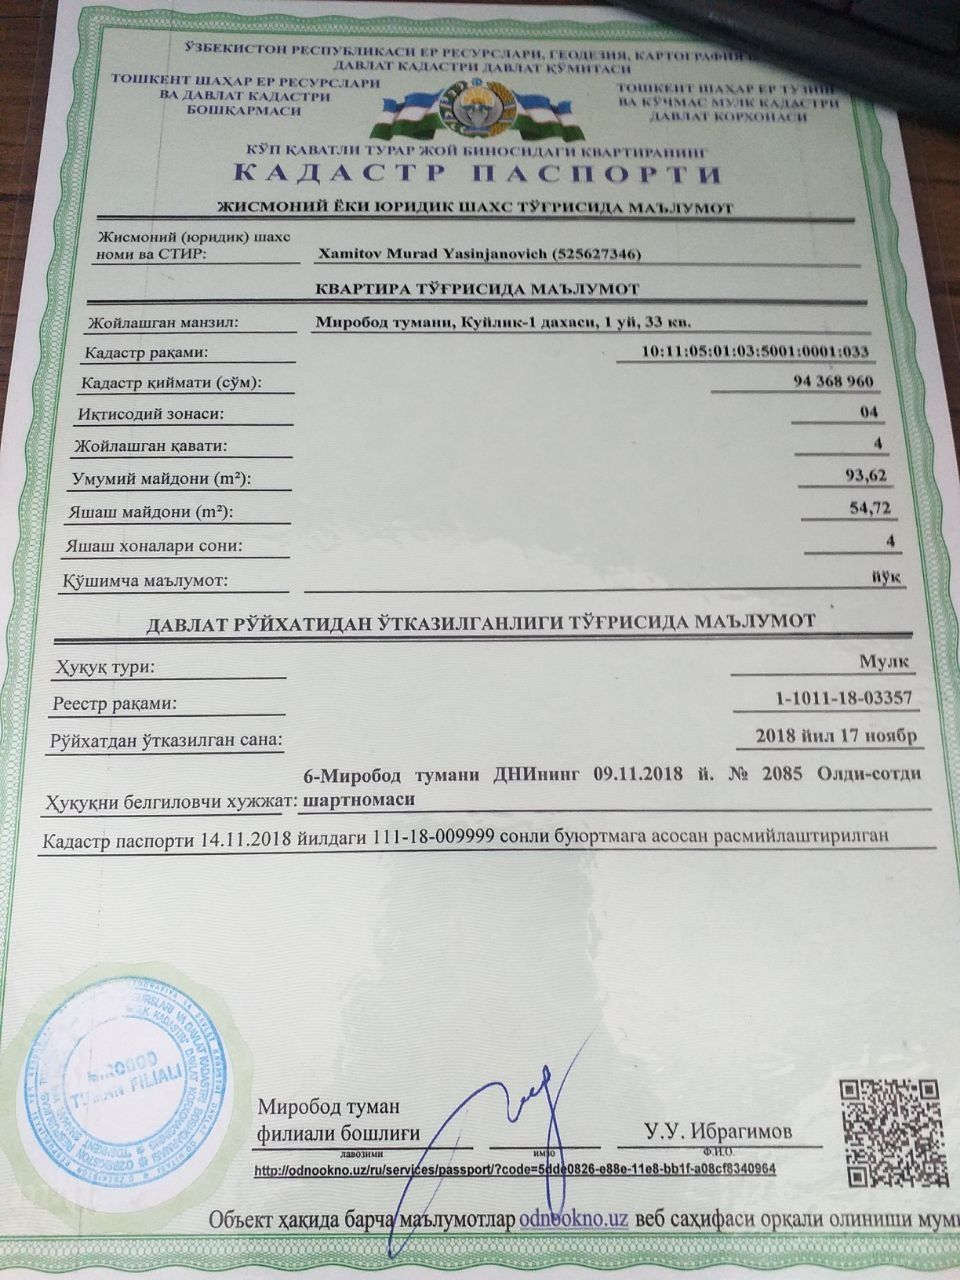 ЎЗБЕКИСТОН РЕСПУБЛИКАСИ ЕР РЕСУРСЛАРИ, ГЕОДЕЗИЯ, КАРТОГРАФИЯ
ДАВЛАТ КАДАСТРИ ДАВЛАТ ҚЎМИТАСИ
ТОШКЕНТ ШАҲАР ЕР РЕСУРСЛАРИ
ВА ДАВЛАТ КАДАСТРИ
БОШҚАРМАСИ
ТОШКЕНТ ШАҲАР ЕР ТУЗИШ
ВА КЎЧМАС МУЛК КАДАСТРИ
ДАВЛАТ КОРХОНАСИ
КЎП ҚАВАТЛИ ТУРАР ЖОЙ БИНОСИДАГИ КВАРТИРАНИНГ
КАДАСТР ПАСПОРТИ
ЖИСМОНИЙ ЁКИ ЮРИДИК ШАХС ТЎҒРИСИДА МАЪЛУМОТ
Жисмоний (юридик) шахс
номи ва СТИР: Xamitov Murad Yasinjanovich (525627346)
КВАРТИРА ТЎҒРИСИДА МАЪЛУМОТ
Жойлашган манзил: Миробод тумани, Куйлик-1 дахаси, 1 уй, 33 кв.
Кадастр рақами: 10:11:05:01:03:5001:0001:033
Кадастр қиймати (сўм): 94 368 960
Иқтисодий зонаси: 04
Жойлашган қавати: 4
Умумий майдони (m²): 93,62
Яшаш майдони (m²): 54,72
Яшаш хоналари сони: 4
Қўшимча маълумот: йўқ
ДАВЛАТ РЎЙХАТИДАН ЎТКАЗИЛГАНЛИГИ ТЎҒРИСИДА МАЪЛУМОТ
Ҳуқуқ тури: Мулк
Реестр рақами: 1-1011-18-03357
Рўйхатдан ўтказилган сана: 2018 йил 17 ноябр
6-Миробод тумани ДНИнинг 09.11.2018 й. № 2085 Олди-сотди
Ҳуқуқни белгиловчи хужжат: шартномаси
Кадастр паспорти 14.11.2018 йилдаги 111-18-009999 сонли буюртмага асосан расмийлаштирилган
MIROBOD
TUMAN FILIALI
Миробод туман
филиали бошлиғи У.У. Ибрагимов
лавозими имзо Ф.И.О.
http://odnookno.uz/ru/services/passport/?code=5dde0826-e88e-11e8-bb1f-a08cf8340964
Объект ҳақида барча маълумотлар odnookno.uz веб саҳифаси орқали олиниши